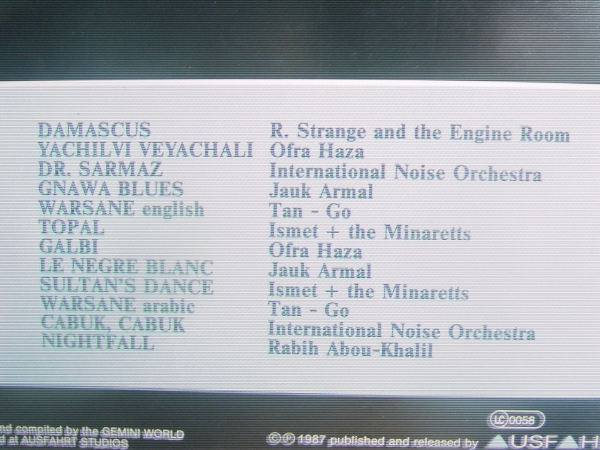 DAMASCUS R. Strange and the Engine Room
YACHILVI VEYACHALI Ofra Haza
DR. SARMAZ International Noise Orchestra
GNAWA BLUES Jauk Armal
WARSANE english Tan - Go
TOPAL Ismet + the Minaretts
GALBI Ofra Haza
LE NEGRE BLANC Jauk Armal
SULTAN'S DANCE Ismet + the Minaretts
WARSANE arabic Tan - Go
CABUK, CABUK International Noise Orchestra
NIGHTFALL Rabih Abou-Khalil
LC 0058
nd compiled by the GEMINI WORLD
d at AUSFAHRT STUDIOS
©℗ 1987 published and released by AUSFAH